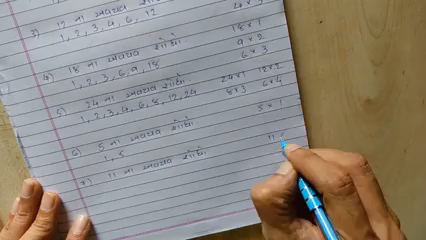 3) 12 ના અવયવ શોધો
1, 2, 3, 4, 6, 12
18 × 1
4) 18 ના અવયવ શોધો
9 × 2
1, 2, 3, 6, 9, 18
6 × 3
5) 24 ના અવયવ શોધો
24×1 12×2
1, 2, 3, 4, 6, 8, 12, 24
8×3 6×4
6) 5 ના અવયવ શોધો
5 × 1
1, 5
7) 11 ના અવયવ શોધો
11